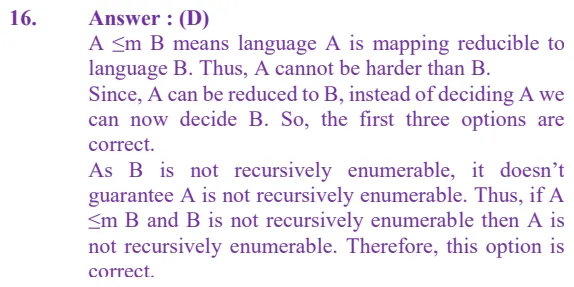 16. Answer : (D)
A ≤m B means language A is mapping reducible to
language B. Thus, A cannot be harder than B.
Since, A can be reduced to B, instead of deciding A we
can now decide B. So, the first three options are
correct.
As B is not recursively enumerable, it doesn’t
guarantee A is not recursively enumerable. Thus, if A
≤m B and B is not recursively enumerable then A is
not recursively enumerable. Therefore, this option is
correct.